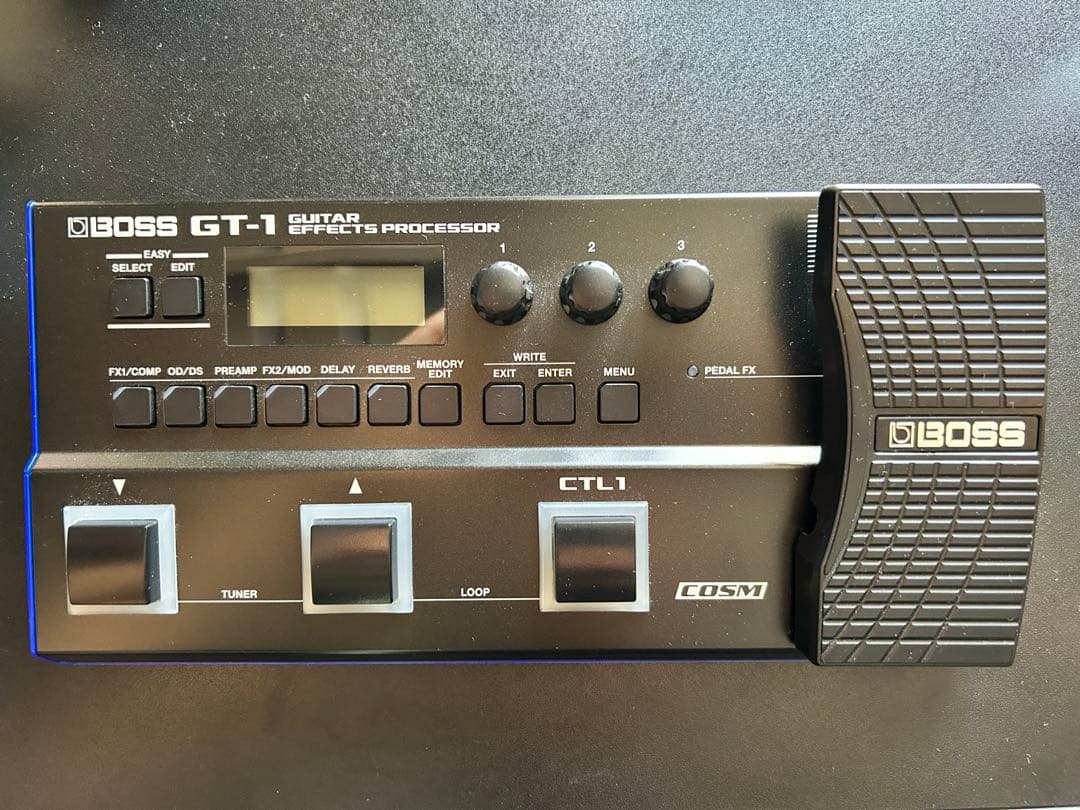 BOSS GT-1 GUITAR EFFECTS PROCESSOR
EASY
SELECT EDIT
1 2 3
FX1/COMP OD/DS PREAMP FX2/MOD DELAY REVERB MEMORY EDIT
WRITE
EXIT ENTER
MENU
PEDAL FX
BOSS
▼ ▲ CTL1
TUNER LOOP
COSM